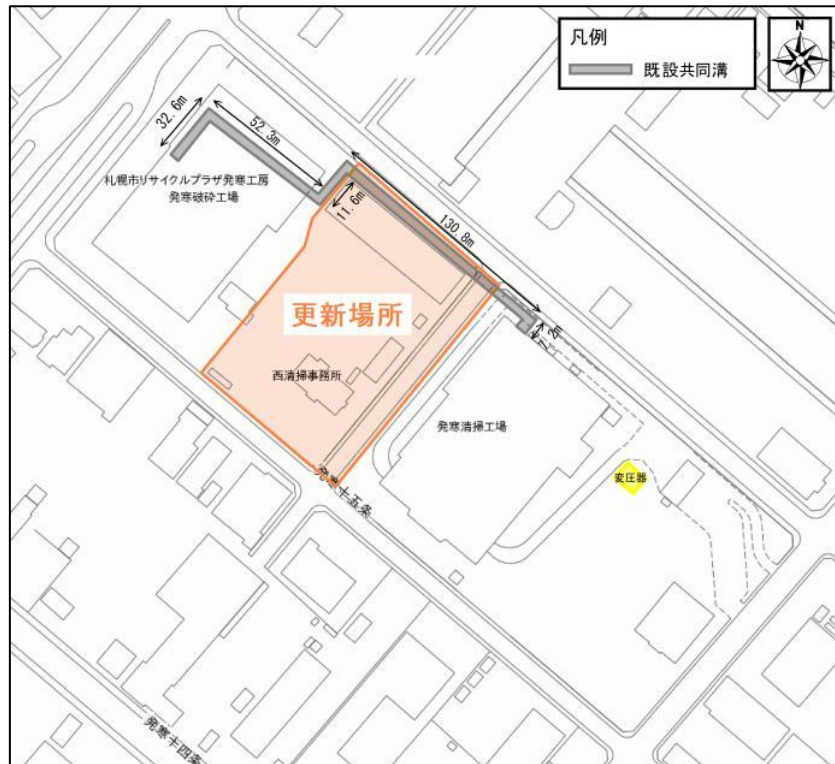 凡例
既設共同溝
N
32.6m
52.3m
札幌市リサイクルプラザ発寒工房
発寒破砕工場
11.6m
130.8m
更新場所
7.2m
西清掃事務所
発寒清掃工場
変圧器
発寒十五条
発寒十四条